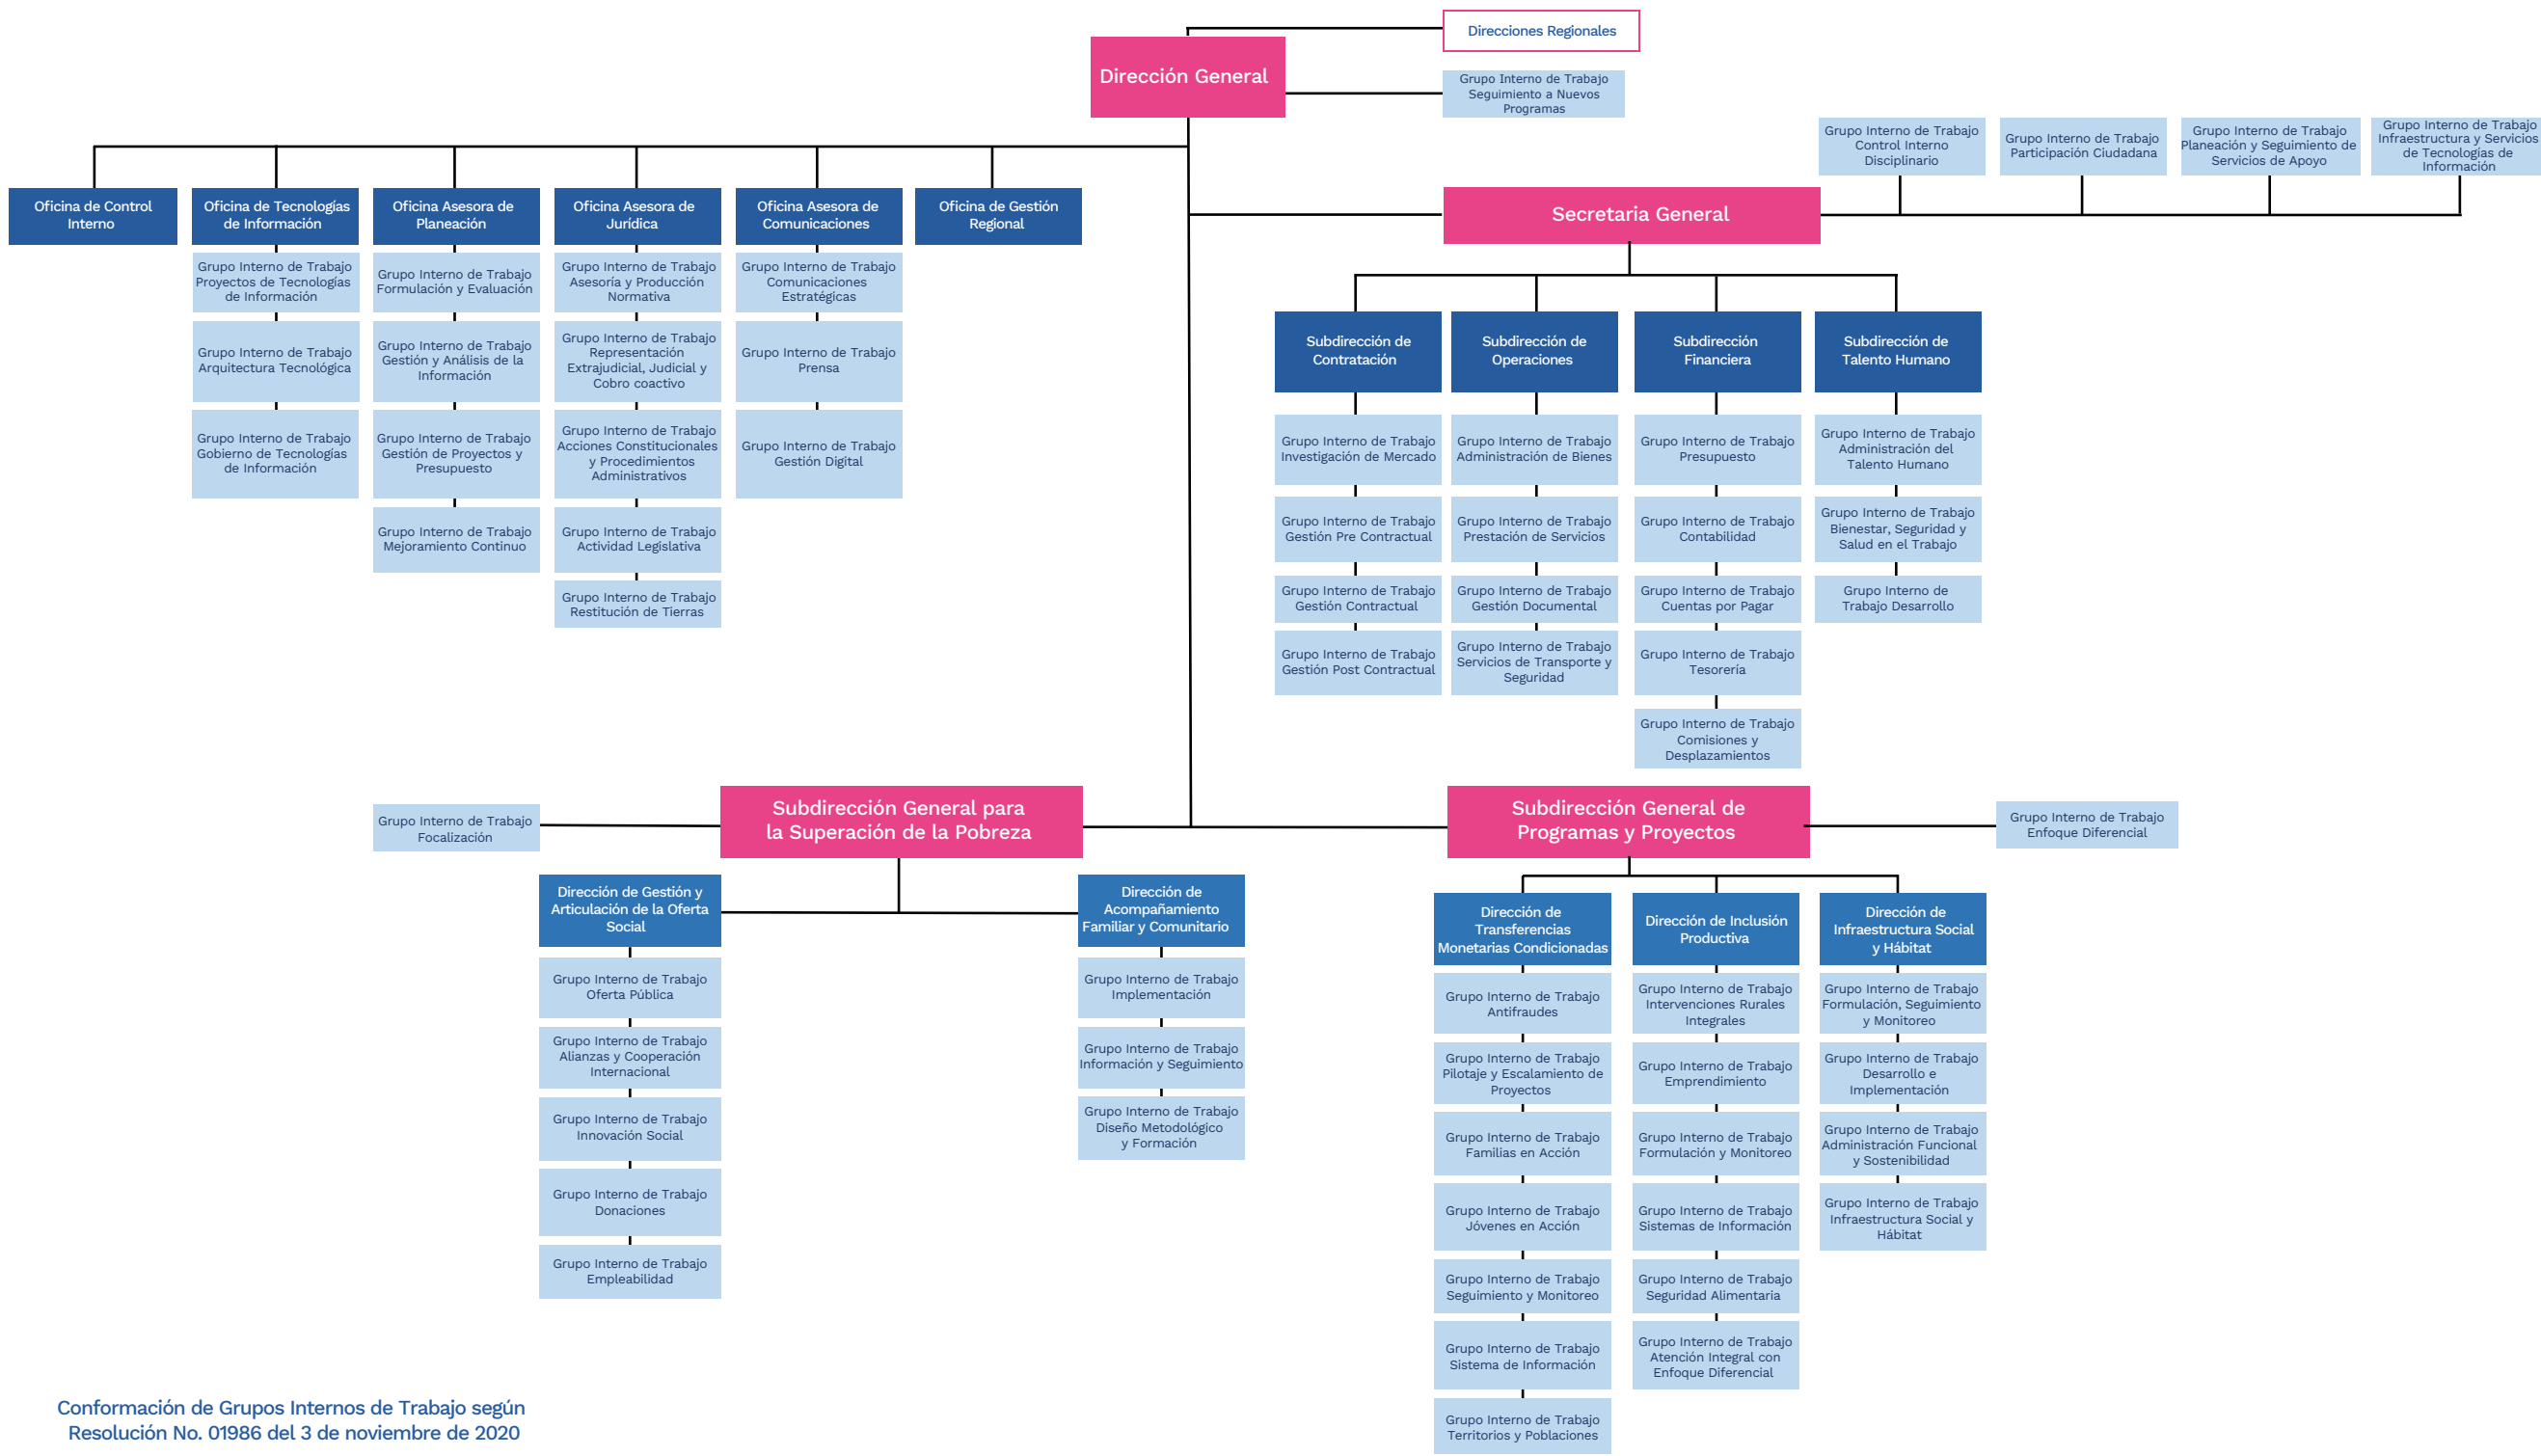 Direcciones Regionales
Dirección General
Grupo Interno de Trabajo
Seguimiento a Nuevos
Programas
Grupo Interno de Trabajo
Control Interno
Disciplinario
Grupo Interno de Trabajo
Participación Ciudadana
Grupo Interno de Trabajo
Planeación y Seguimiento de
Servicios de Apoyo
Grupo Interno de Trabajo
Infraestructura y Servicios
de Tecnologías de
Información
Oficina de Control
Interno
Oficina de Tecnologías
de Información
Oficina Asesora de
Planeación
Oficina Asesora de
Jurídica
Oficina Asesora de
Comunicaciones
Oficina de Gestión
Regional
Secretaria General
Grupo Interno de Trabajo
Proyectos de Tecnologías
de Información
Grupo Interno de Trabajo
Arquitectura Tecnológica
Grupo Interno de Trabajo
Gobierno de Tecnologías
de Información
Grupo Interno de Trabajo
Formulación y Evaluación
Grupo Interno de Trabajo
Gestión y Análisis de la
Información
Grupo Interno de Trabajo
Gestión de Proyectos y
Presupuesto
Grupo Interno de Trabajo
Mejoramiento Continuo
Grupo Interno de Trabajo
Asesoría y Producción
Normativa
Grupo Interno de Trabajo
Representación
Extrajudicial, Judicial y
Cobro coactivo
Grupo Interno de Trabajo
Acciones Constitucionales
y Procedimientos
Administrativos
Grupo Interno de Trabajo
Actividad Legislativa
Grupo Interno de Trabajo
Restitución de Tierras
Grupo Interno de Trabajo
Comunicaciones
Estratégicas
Grupo Interno de Trabajo
Prensa
Grupo Interno de Trabajo
Gestión Digital
Subdirección de
Contratación
Grupo Interno de Trabajo
Investigación de Mercado
Grupo Interno de Trabajo
Gestión Pre Contractual
Grupo Interno de Trabajo
Gestión Contractual
Grupo Interno de Trabajo
Gestión Post Contractual
Subdirección de
Operaciones
Grupo Interno de Trabajo
Administración de Bienes
Grupo Interno de Trabajo
Prestación de Servicios
Grupo Interno de Trabajo
Gestión Documental
Grupo Interno de Trabajo
Servicios de Transporte y
Seguridad
Subdirección
Financiera
Grupo Interno de Trabajo
Presupuesto
Grupo Interno de Trabajo
Contabilidad
Grupo Interno de Trabajo
Cuentas por Pagar
Grupo Interno de Trabajo
Tesorería
Grupo Interno de Trabajo
Comisiones y
Desplazamientos
Subdirección de
Talento Humano
Grupo Interno de Trabajo
Administración del
Talento Humano
Grupo Interno de Trabajo
Bienestar, Seguridad y
Salud en el Trabajo
Grupo Interno de
Trabajo Desarrollo
Grupo Interno de Trabajo
Focalización
Subdirección General para
la Superación de la Pobreza
Subdirección General de
Programas y Proyectos
Grupo Interno de Trabajo
Enfoque Diferencial
Dirección de Gestión y
Articulación de la Oferta
Social
Grupo Interno de Trabajo
Oferta Pública
Grupo Interno de Trabajo
Alianzas y Cooperación
Internacional
Grupo Interno de Trabajo
Innovación Social
Grupo Interno de Trabajo
Donaciones
Grupo Interno de Trabajo
Empleabilidad
Dirección de
Acompañamiento
Familiar y Comunitario
Grupo Interno de Trabajo
Implementación
Grupo Interno de Trabajo
Información y Seguimiento
Grupo Interno de Trabajo
Diseño Metodológico
y Formación
Dirección de
Transferencias
Monetarias Condicionadas
Grupo Interno de Trabajo
Antifraudes
Grupo Interno de Trabajo
Pilotaje y Escalamiento de
Proyectos
Grupo Interno de Trabajo
Familias en Acción
Grupo Interno de Trabajo
Jóvenes en Acción
Grupo Interno de Trabajo
Seguimiento y Monitoreo
Grupo Interno de Trabajo
Sistema de Información
Grupo Interno de Trabajo
Territorios y Poblaciones
Dirección de Inclusión
Productiva
Grupo Interno de Trabajo
Intervenciones Rurales
Integrales
Grupo Interno de Trabajo
Emprendimiento
Grupo Interno de Trabajo
Formulación y Monitoreo
Grupo Interno de Trabajo
Sistemas de Información
Grupo Interno de Trabajo
Seguridad Alimentaria
Grupo Interno de Trabajo
Atención Integral con
Enfoque Diferencial
Dirección de
Infraestructura Social
y Hábitat
Grupo Interno de Trabajo
Formulación, Seguimiento
y Monitoreo
Grupo Interno de Trabajo
Desarrollo e
Implementación
Grupo Interno de Trabajo
Administración Funcional
y Sostenibilidad
Grupo Interno de Trabajo
Infraestructura Social y
Hábitat
Conformación de Grupos Internos de Trabajo según
Resolución No. 01986 del 3 de noviembre de 2020